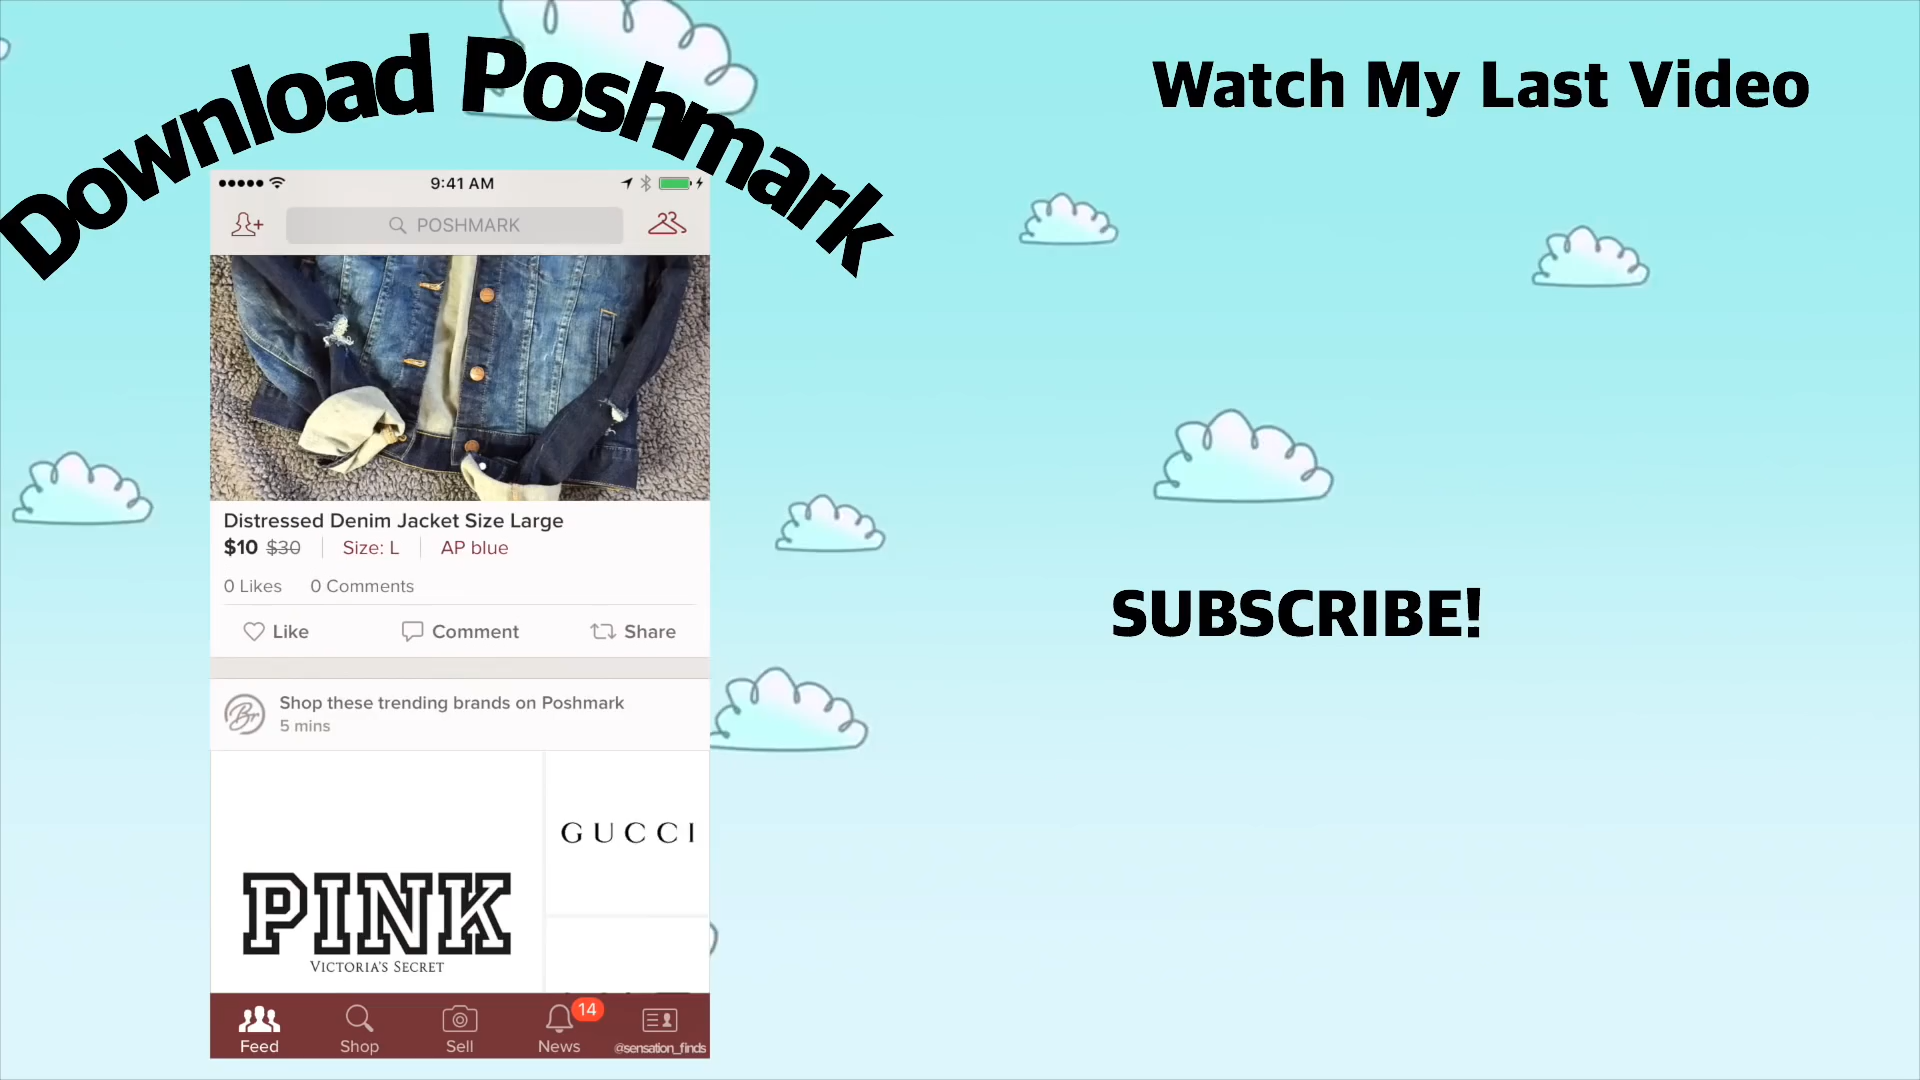 Download Poshmark
Watch My Last Video
9:41 AM
POSHMARK
Distressed Denim Jacket Size Large
$10 $30 Size: L AP blue
0 Likes 0 Comments
Like Comment Share
Shop these trending brands on Poshmark
5 mins
GUCCI
PINK
VICTORIA'S SECRET
14
Feed Shop Sell News @sensation_finds
SUBSCRIBE!